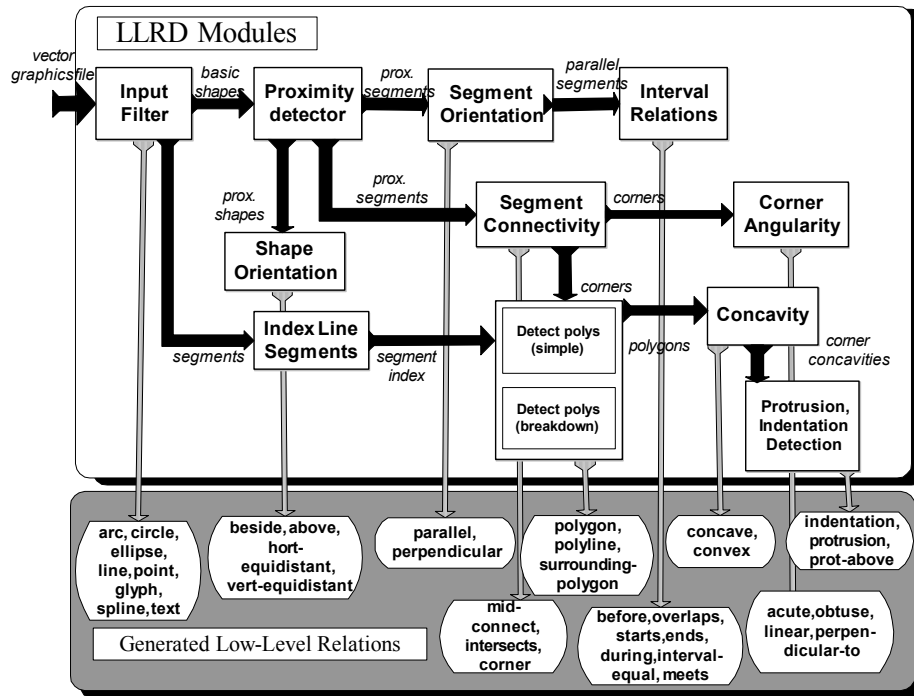 LLRD Modules
vector
graphicsfile
basic
shapes
prox.
segments
parallel
segments
Input
Filter
Proximity
detector
Segment
Orientation
Interval
Relations
prox.
shapes
prox.
segments
Segment
Connectivity
corners
Corner
Angularity
Shape
Orientation
corners
Concavity
Index Line
Segments
segments
segment
index
Detect polys
(simple)
polygons
corner
concavities
Detect polys
(breakdown)
Protrusion,
Indentation
Detection
arc, circle,
ellipse,
line,point,
glyph,
spline,text
beside,above,
hort-
equidistant,
vert-equidistant
parallel,
perpendicular
polygon,
polyline,
surrounding-
polygon
concave,
convex
indentation,
protrusion,
prot-above
mid-
connect,
intersects,
corner
before,overlaps,
starts,ends,
during,interval-
equal, meets
acute,obtuse,
linear,perpen-
dicular-to
Generated Low-Level Relations